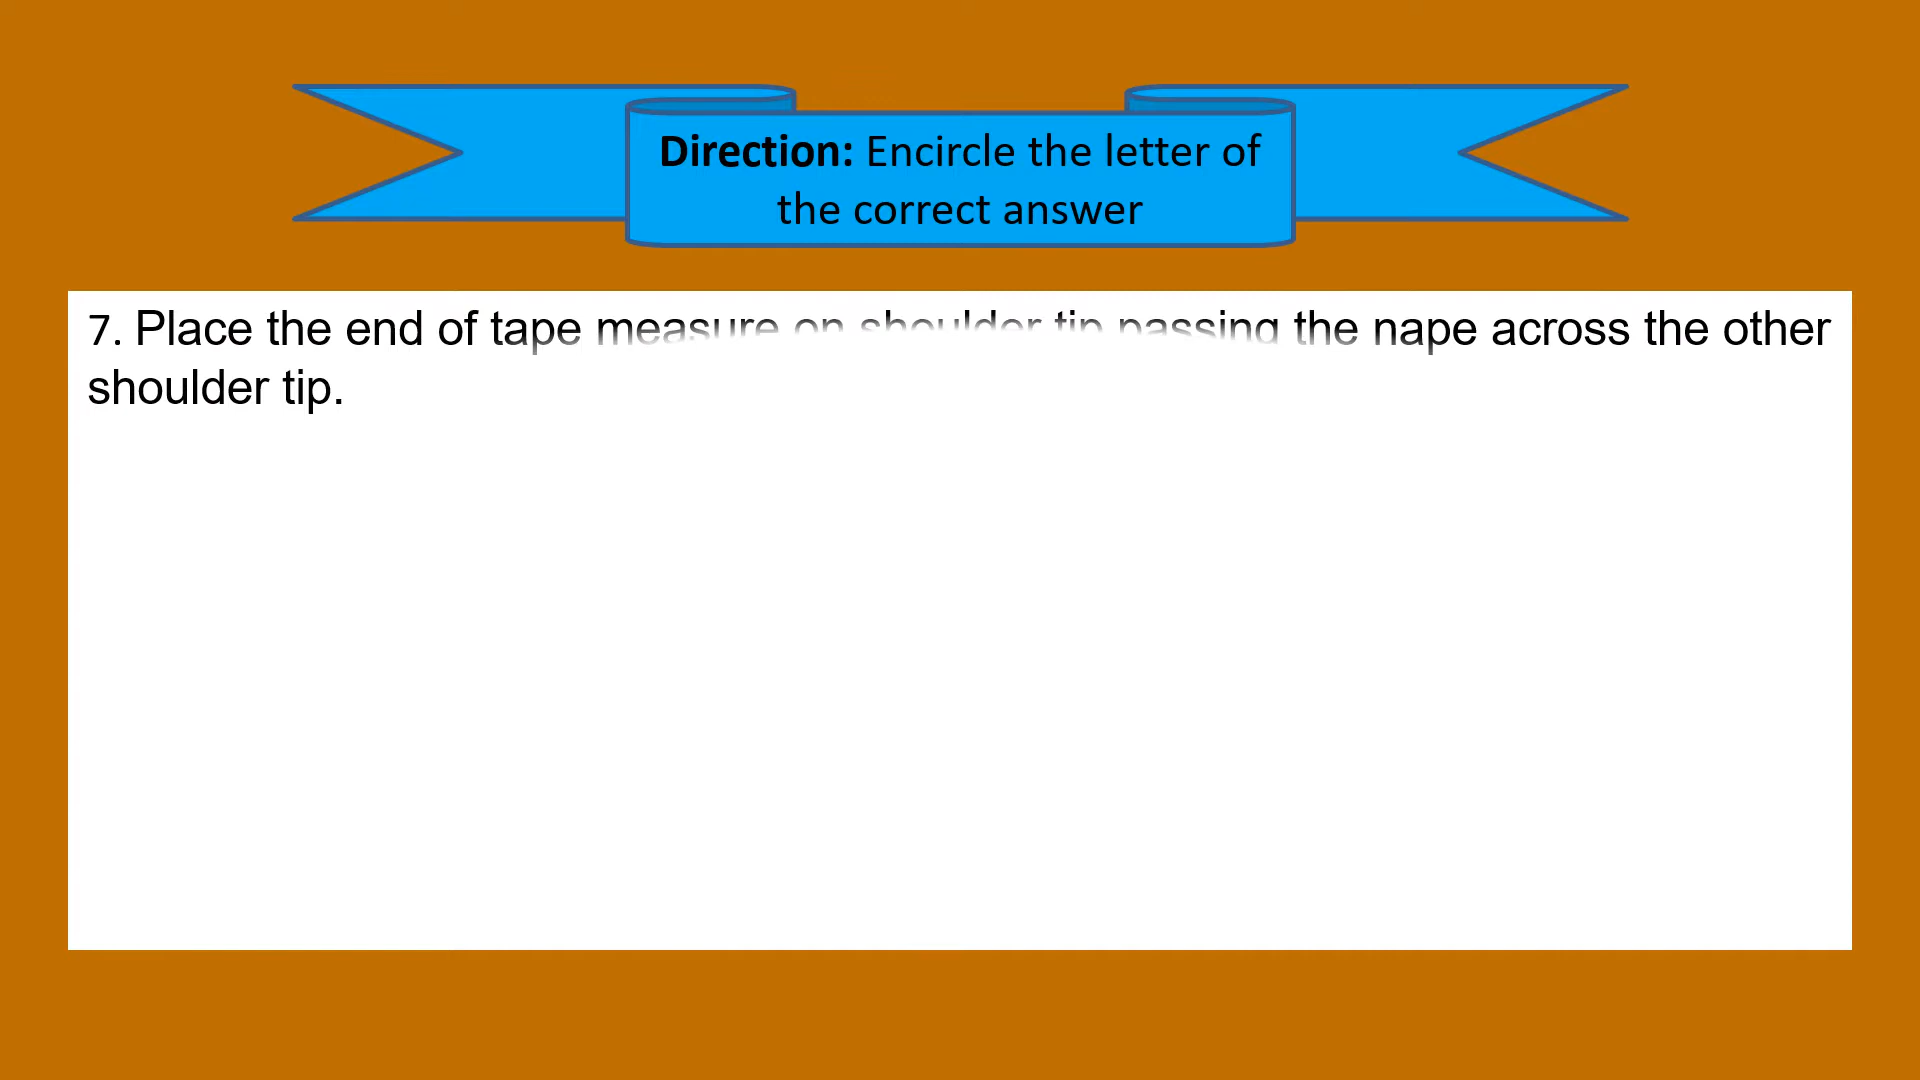 Direction: Encircle the letter of
the correct answer
7. Place the end of tape measure on shoulder tip passing the nape across the other
shoulder tip.